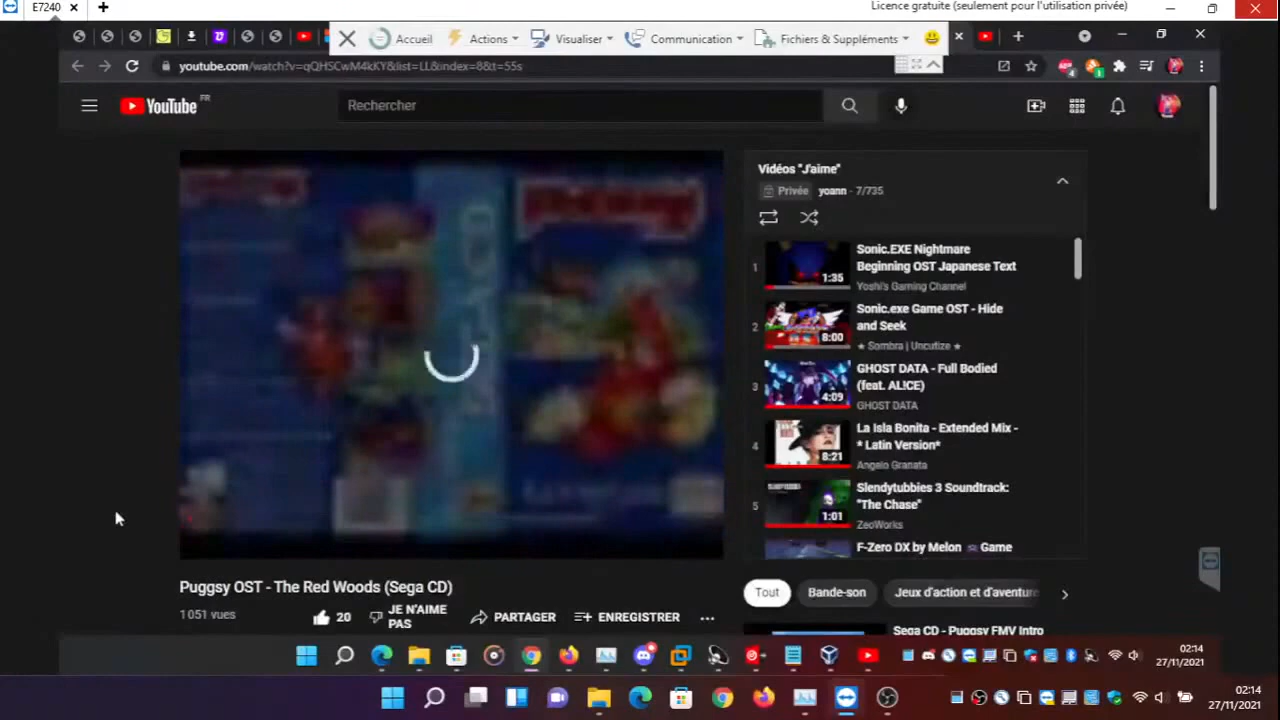 E7240
Licence gratuite (seulement pour l'utilisation privée)
Accueil
Actions
Visualiser
Communication
Fichiers & Suppléments
youtube.com/watch?v=qQHSCwM4kKY&list=LL&index=8&t=55s
YouTube FR
Rechercher
Vidéos "J'aime"
Privée yoann - 7/735
1
1:35
Sonic.EXE Nightmare
Beginning OST Japanese Text
Yoshi's Gaming Channel
2
8:00
Sonic.exe Game OST - Hide
and Seek
★ Sombra | Uncutize ★
3
4:09
GHOST DATA - Full Bodied
(feat. AL!CE)
GHOST DATA
4
8:21
La Isla Bonita - Extended Mix -
* Latin Version*
Angelo Granata
5
1:01
Slendytubbies 3 Soundtrack:
"The Chase"
ZeoWorks
F-Zero DX by Melon Game
Puggsy OST - The Red Woods (Sega CD)
1 051 vues
20
JE N'AIME
PAS
PARTAGER
ENREGISTRER
Tout
Bande-son
Jeux d'action et d'aventure
Sega CD - Puggsy FMV Intro
02:14
27/11/2021
02:14
27/11/2021